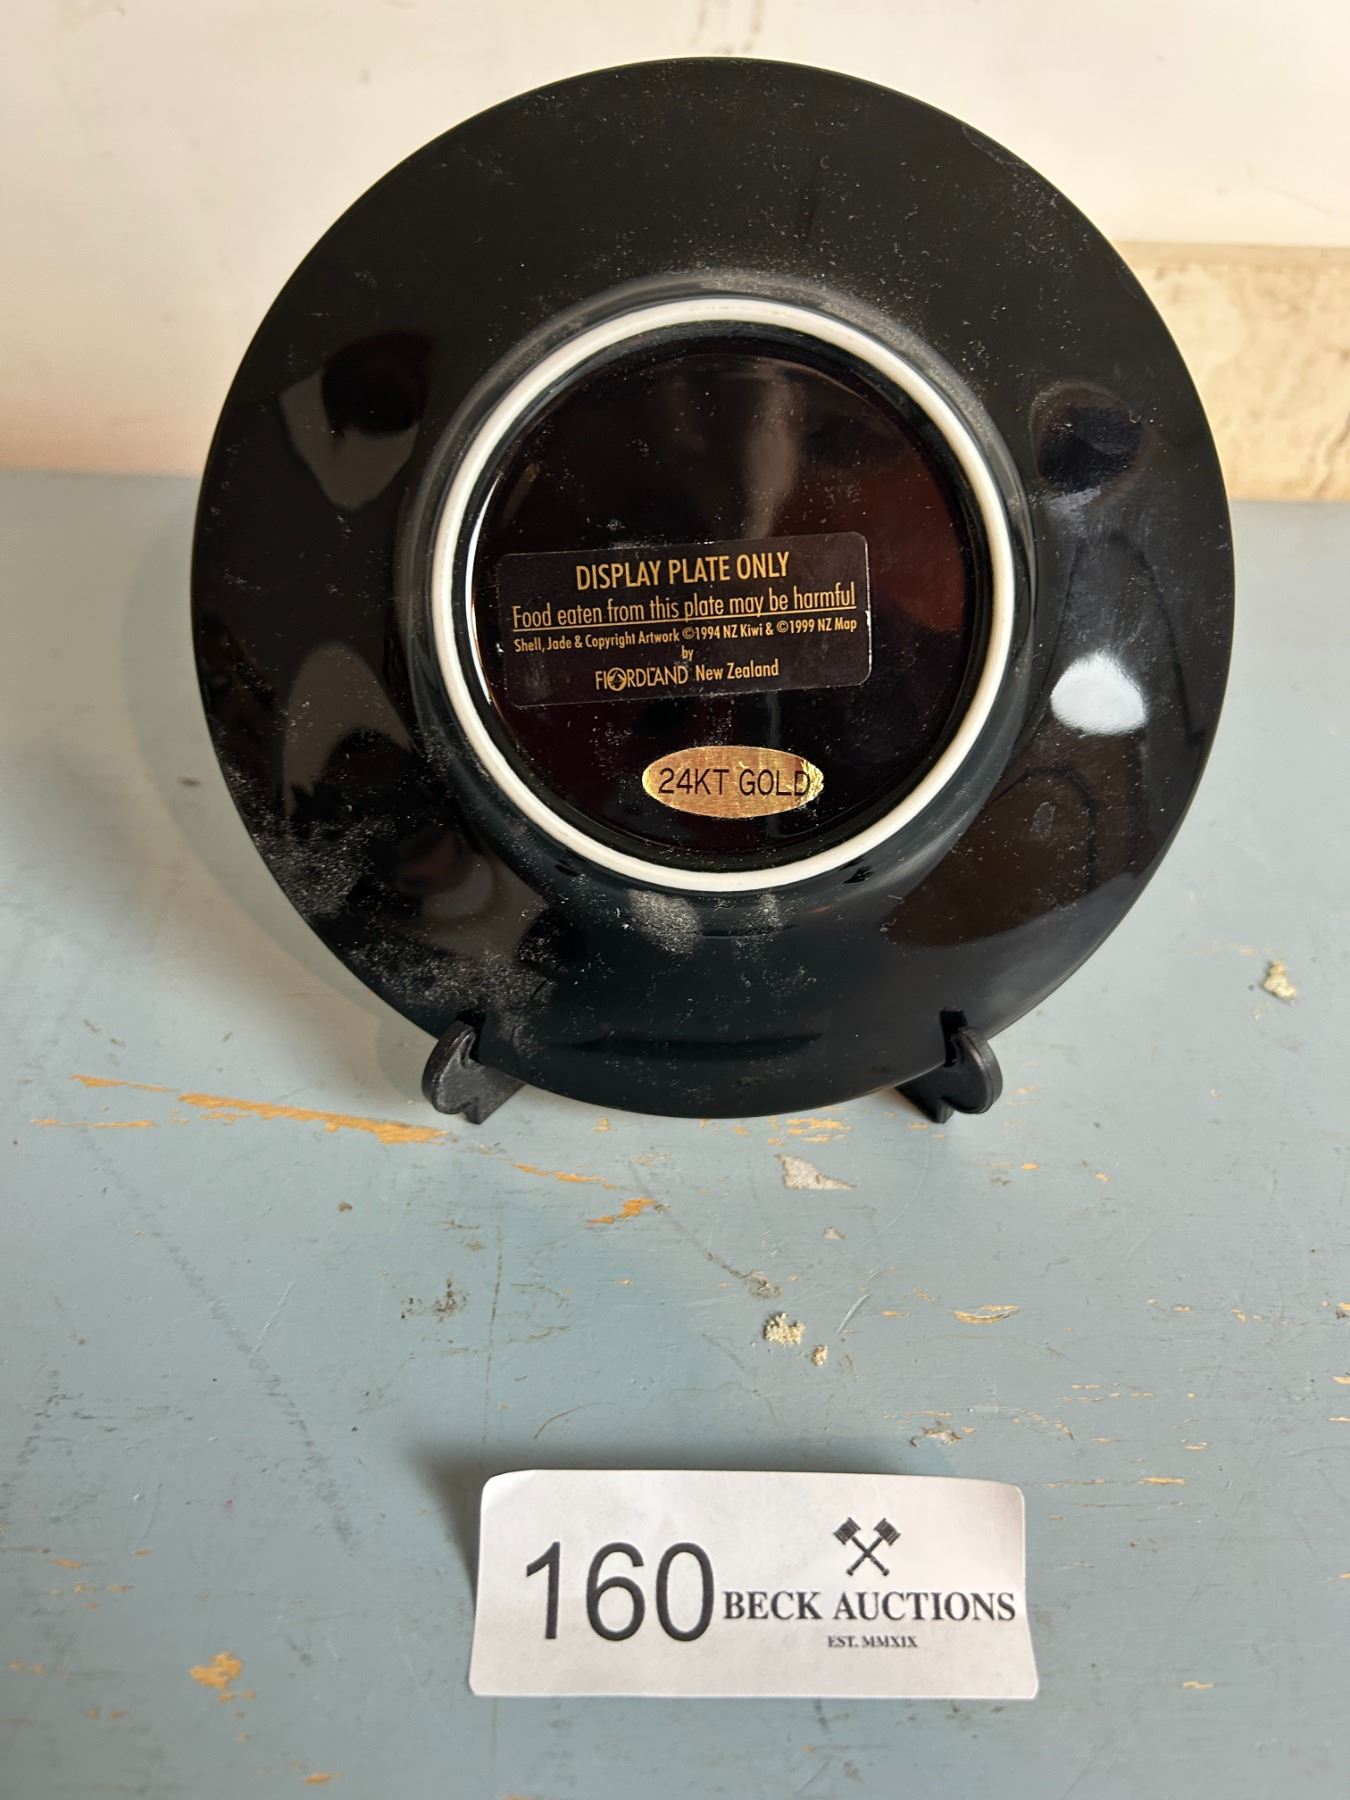 DISPLAY PLATE ONLY
Food eaten from this plate may be harmful
Shell, Jade & Copyright Artwork ©1994 NZ Kiwi & ©1999 NZ Map
by
FIORDLAND™ New Zealand
24KT GOLD
160
BECK AUCTIONS
EST. MMXIX